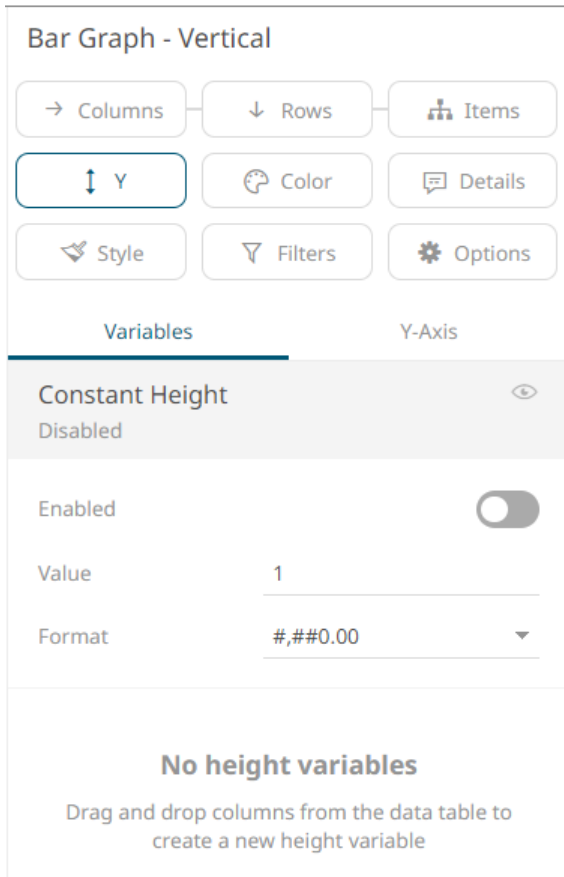 Bar Graph - Vertical
Columns Rows Items
Y Color Details
Style Filters Options
Variables Y-Axis
Constant Height
Disabled
Enabled
Value 1
Format #,##0.00
No height variables
Drag and drop columns from the data table to
create a new height variable